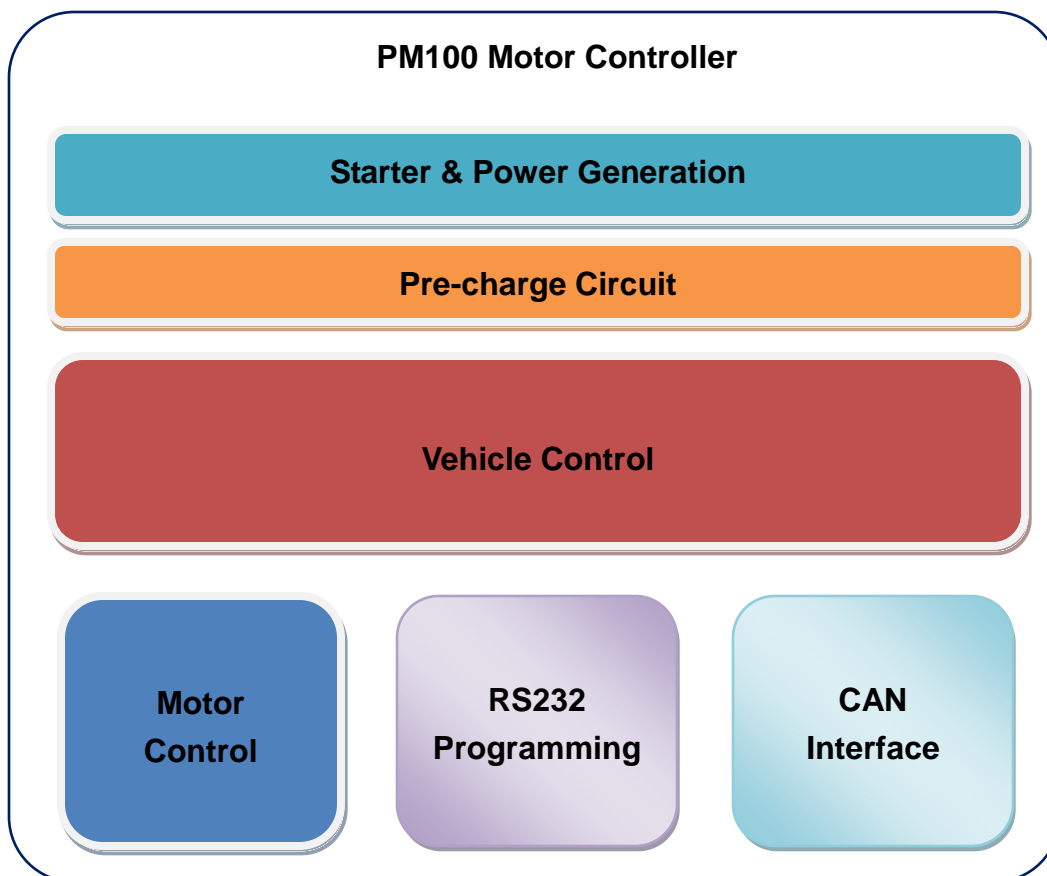 PM100 Motor Controller
Starter & Power Generation
Pre-charge Circuit
Vehicle Control
Motor
Control
RS232
Programming
CAN
Interface